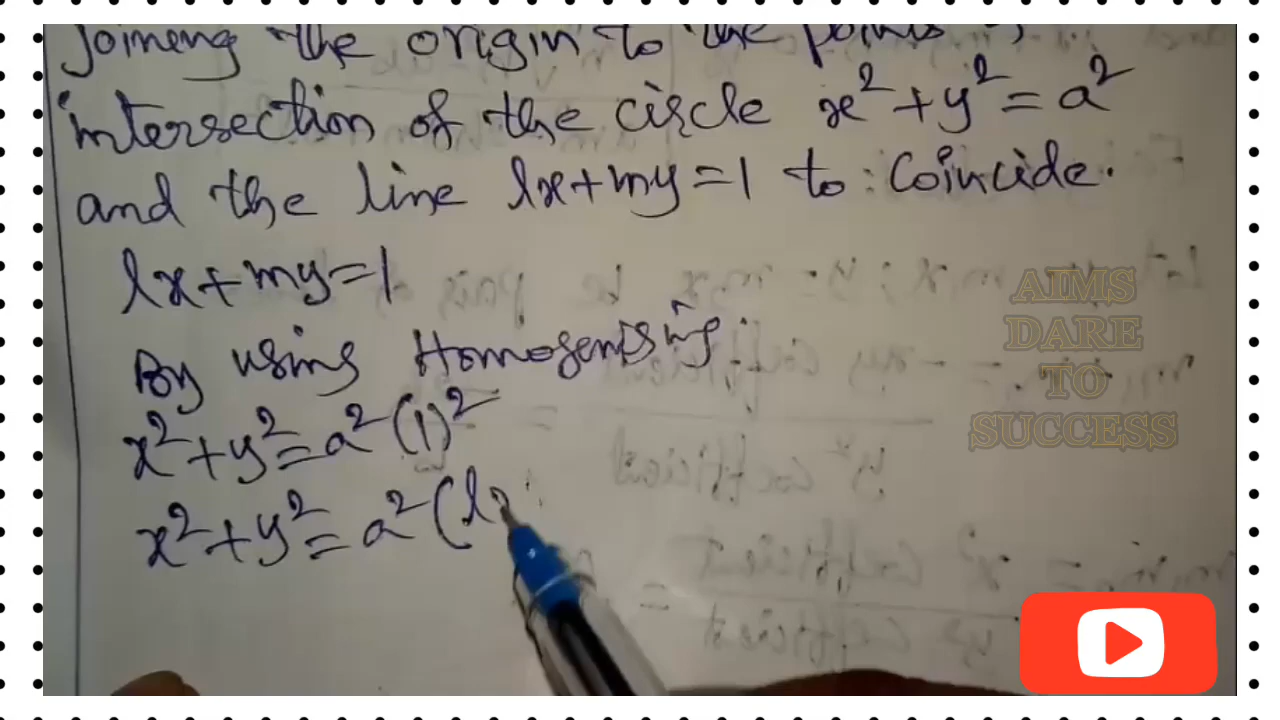 joineng the origin to the points
intersection of the circle x²+y²=a²
and the line lx+my=1 to coincide.
lx+my=1
By using Homogenising.
x²+y²=a²(1)²
x²+y²=a²(lx
AIMS
DARE
TO
SUCCESS